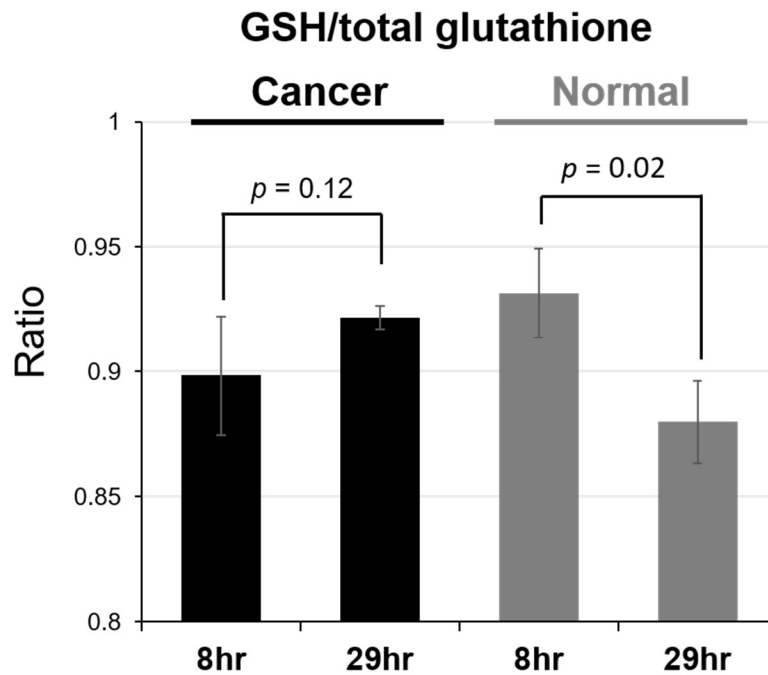 GSH/total glutathione
Cancer Normal
p = 0.12
p = 0.02
Ratio
1
0.95
0.9
0.85
0.8
8hr 29hr 8hr 29hr